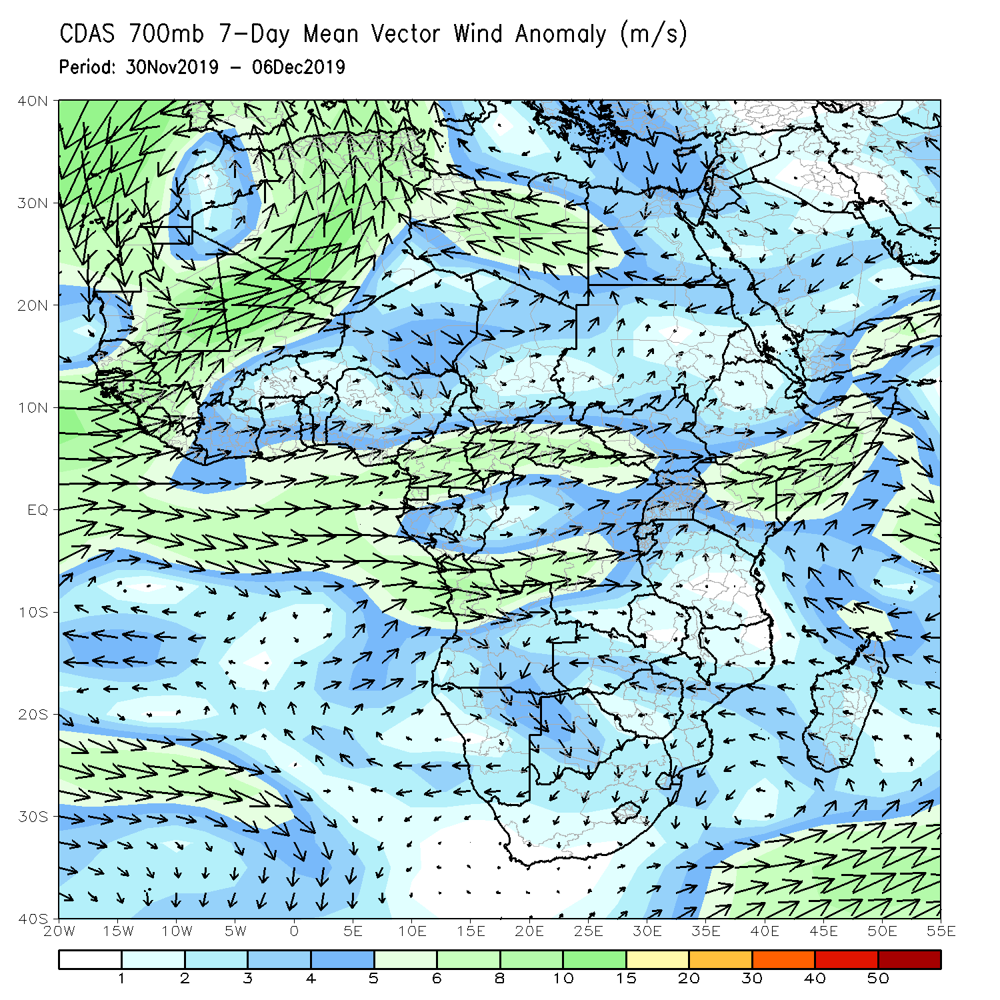 CDAS 700mb 7-Day Mean Vector Wind Anomaly (m/s)
Period: 30Nov2019 - 06Dec2019
40N
30N
20N
10N
EQ
10S
20S
30S
40S
20W 15W 10W 5W 0 5E 10E 15E 20E 25E 30E 35E 40E 45E 50E 55E
1 2 3 4 5 6 8 10 15 20 30 40 50